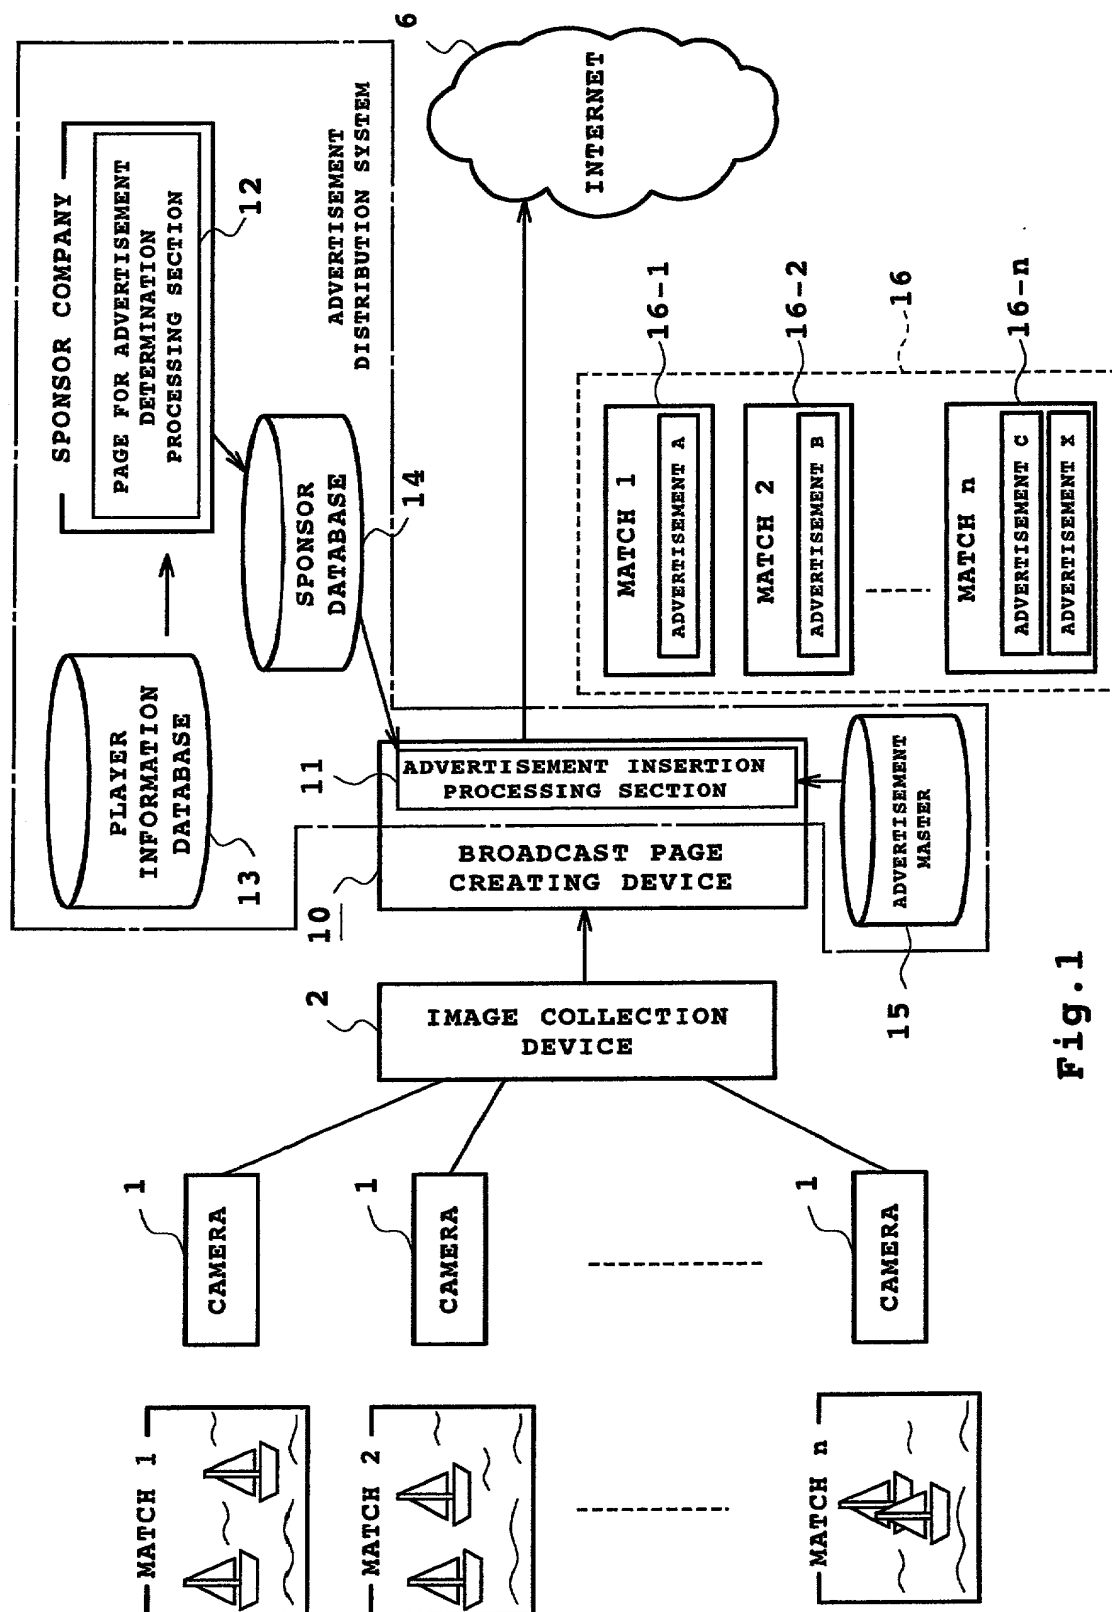 SPONSOR COMPANY
PAGE FOR ADVERTISEMENT
DETERMINATION
PROCESSING SECTION
12
PLAYER
INFORMATION
DATABASE
13
SPONSOR
DATABASE
14
ADVERTISEMENT
DISTRIBUTION SYSTEM
6
INTERNET
MATCH 1
CAMERA
1
MATCH 2
CAMERA
1
MATCH n
CAMERA
1
2
IMAGE COLLECTION
DEVICE
10
BROADCAST PAGE
CREATING DEVICE
11
ADVERTISEMENT INSERTION
PROCESSING SECTION
ADVERTISEMENT
MASTER
15
MATCH 1
ADVERTISEMENT A
16-1
MATCH 2
ADVERTISEMENT B
16-2
16
MATCH n
ADVERTISEMENT C
ADVERTISEMENT X
16-n
Fig.1